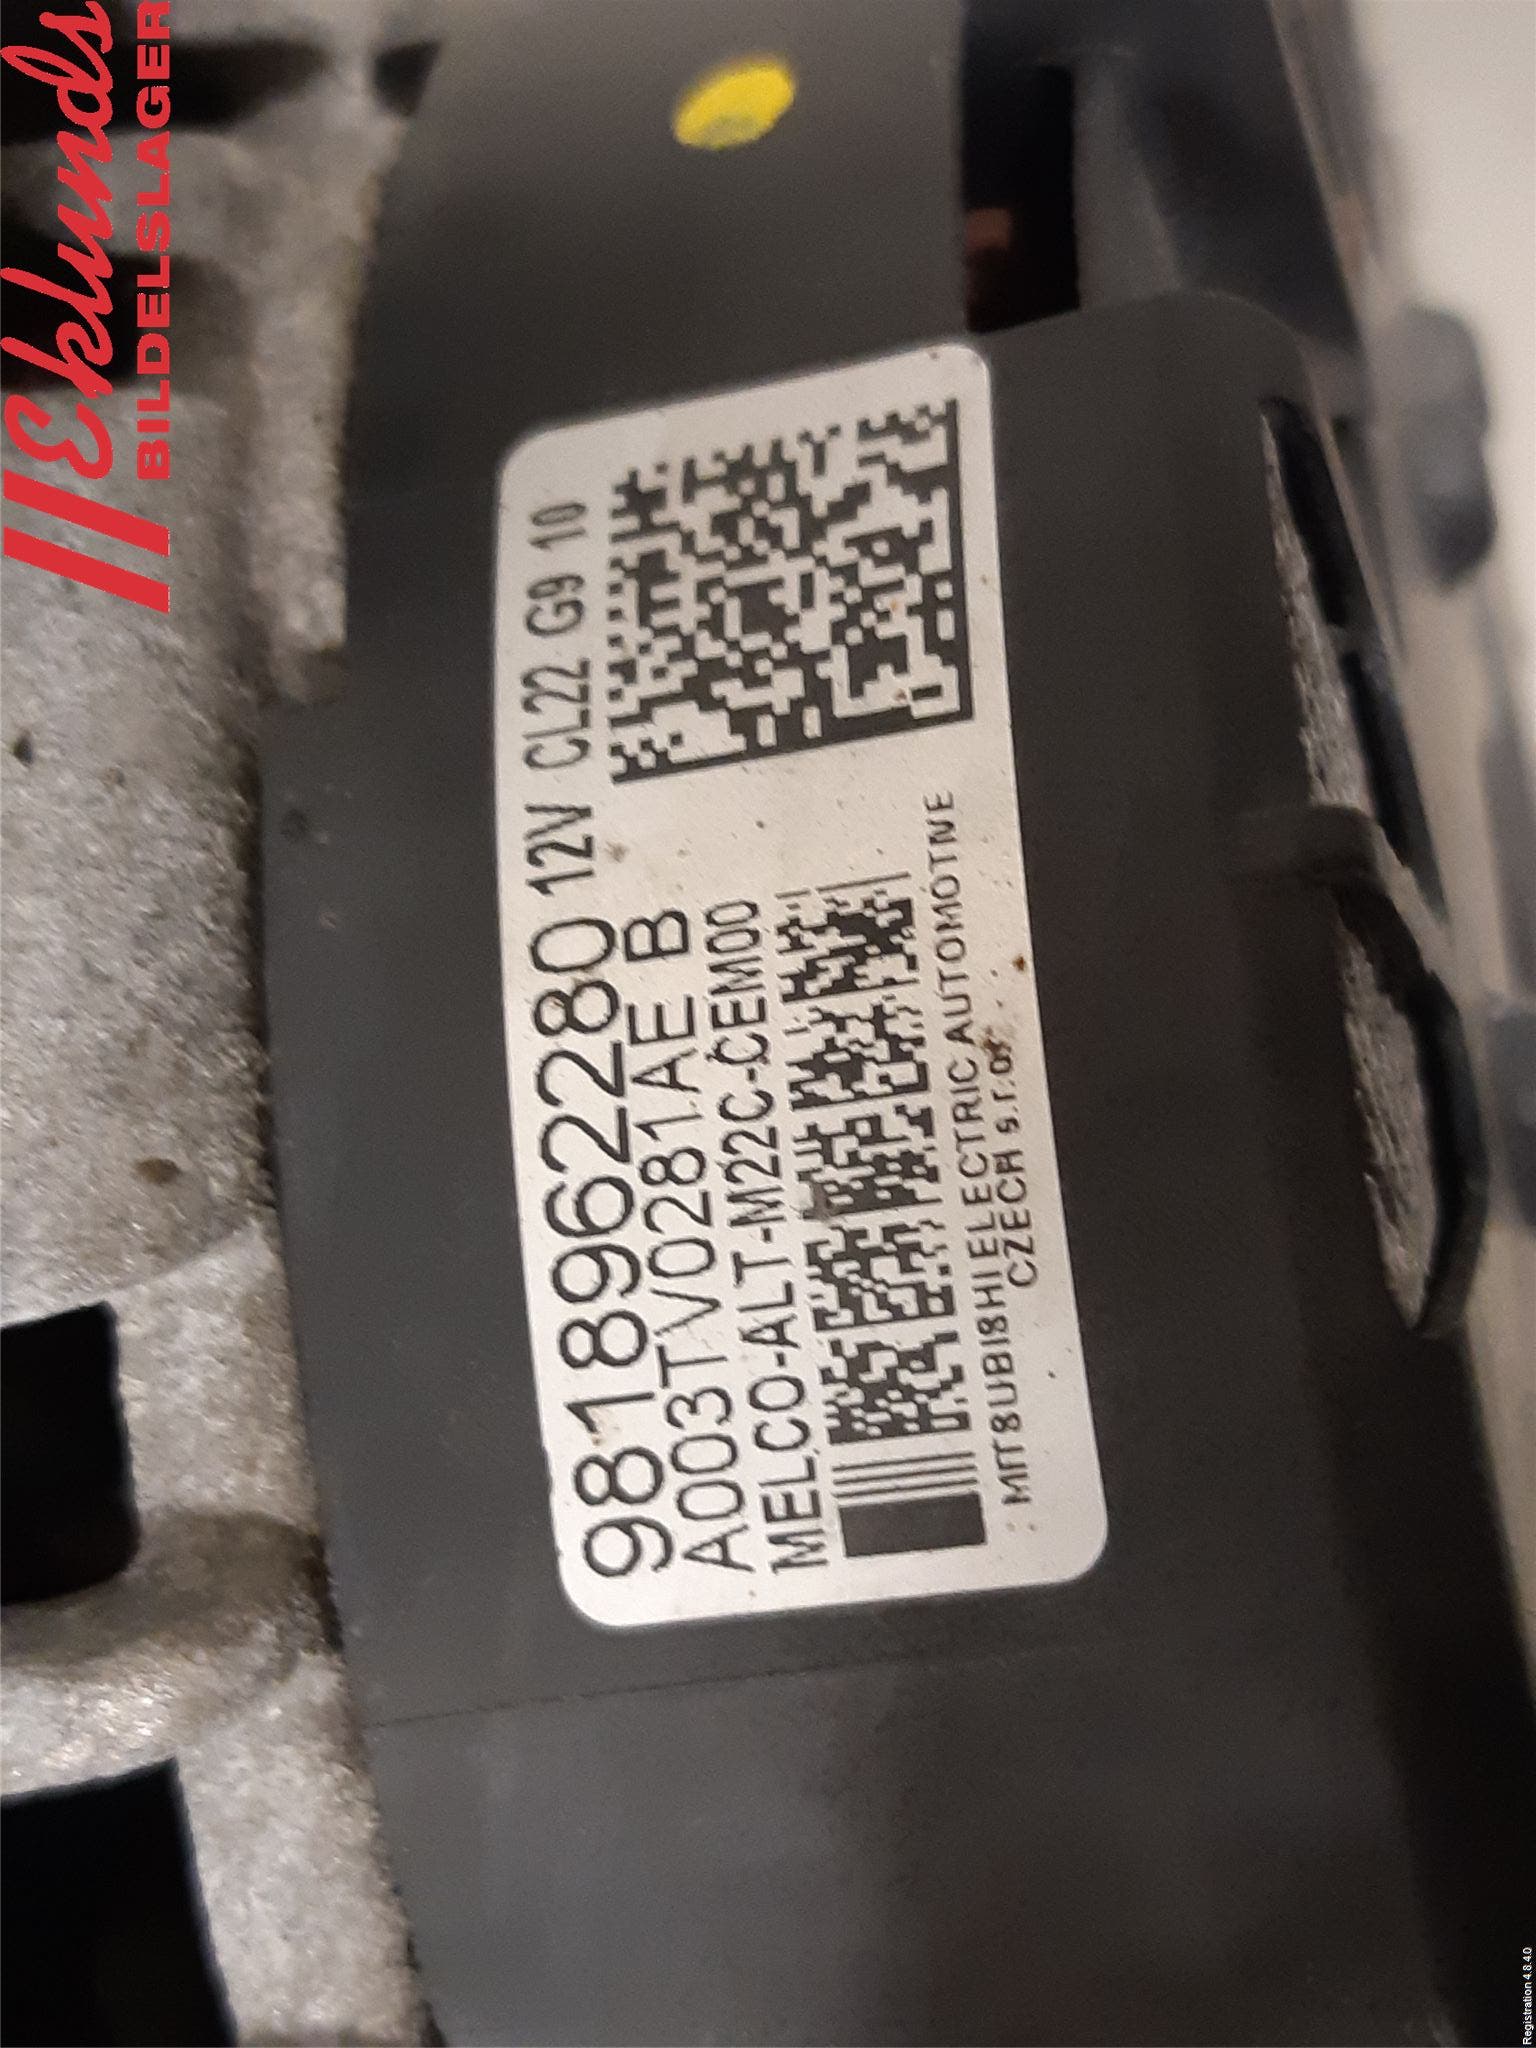 Eklunds
BILDELSLAGER
9818962280 12V CL22 G9 10
A003TV0281AE B
MELCO-ALT-M22C-CEM00
MITSUBISHI ELECTRIC AUTOMOTIVE
CZECH s.r.o.
Registration 4.8.4.0